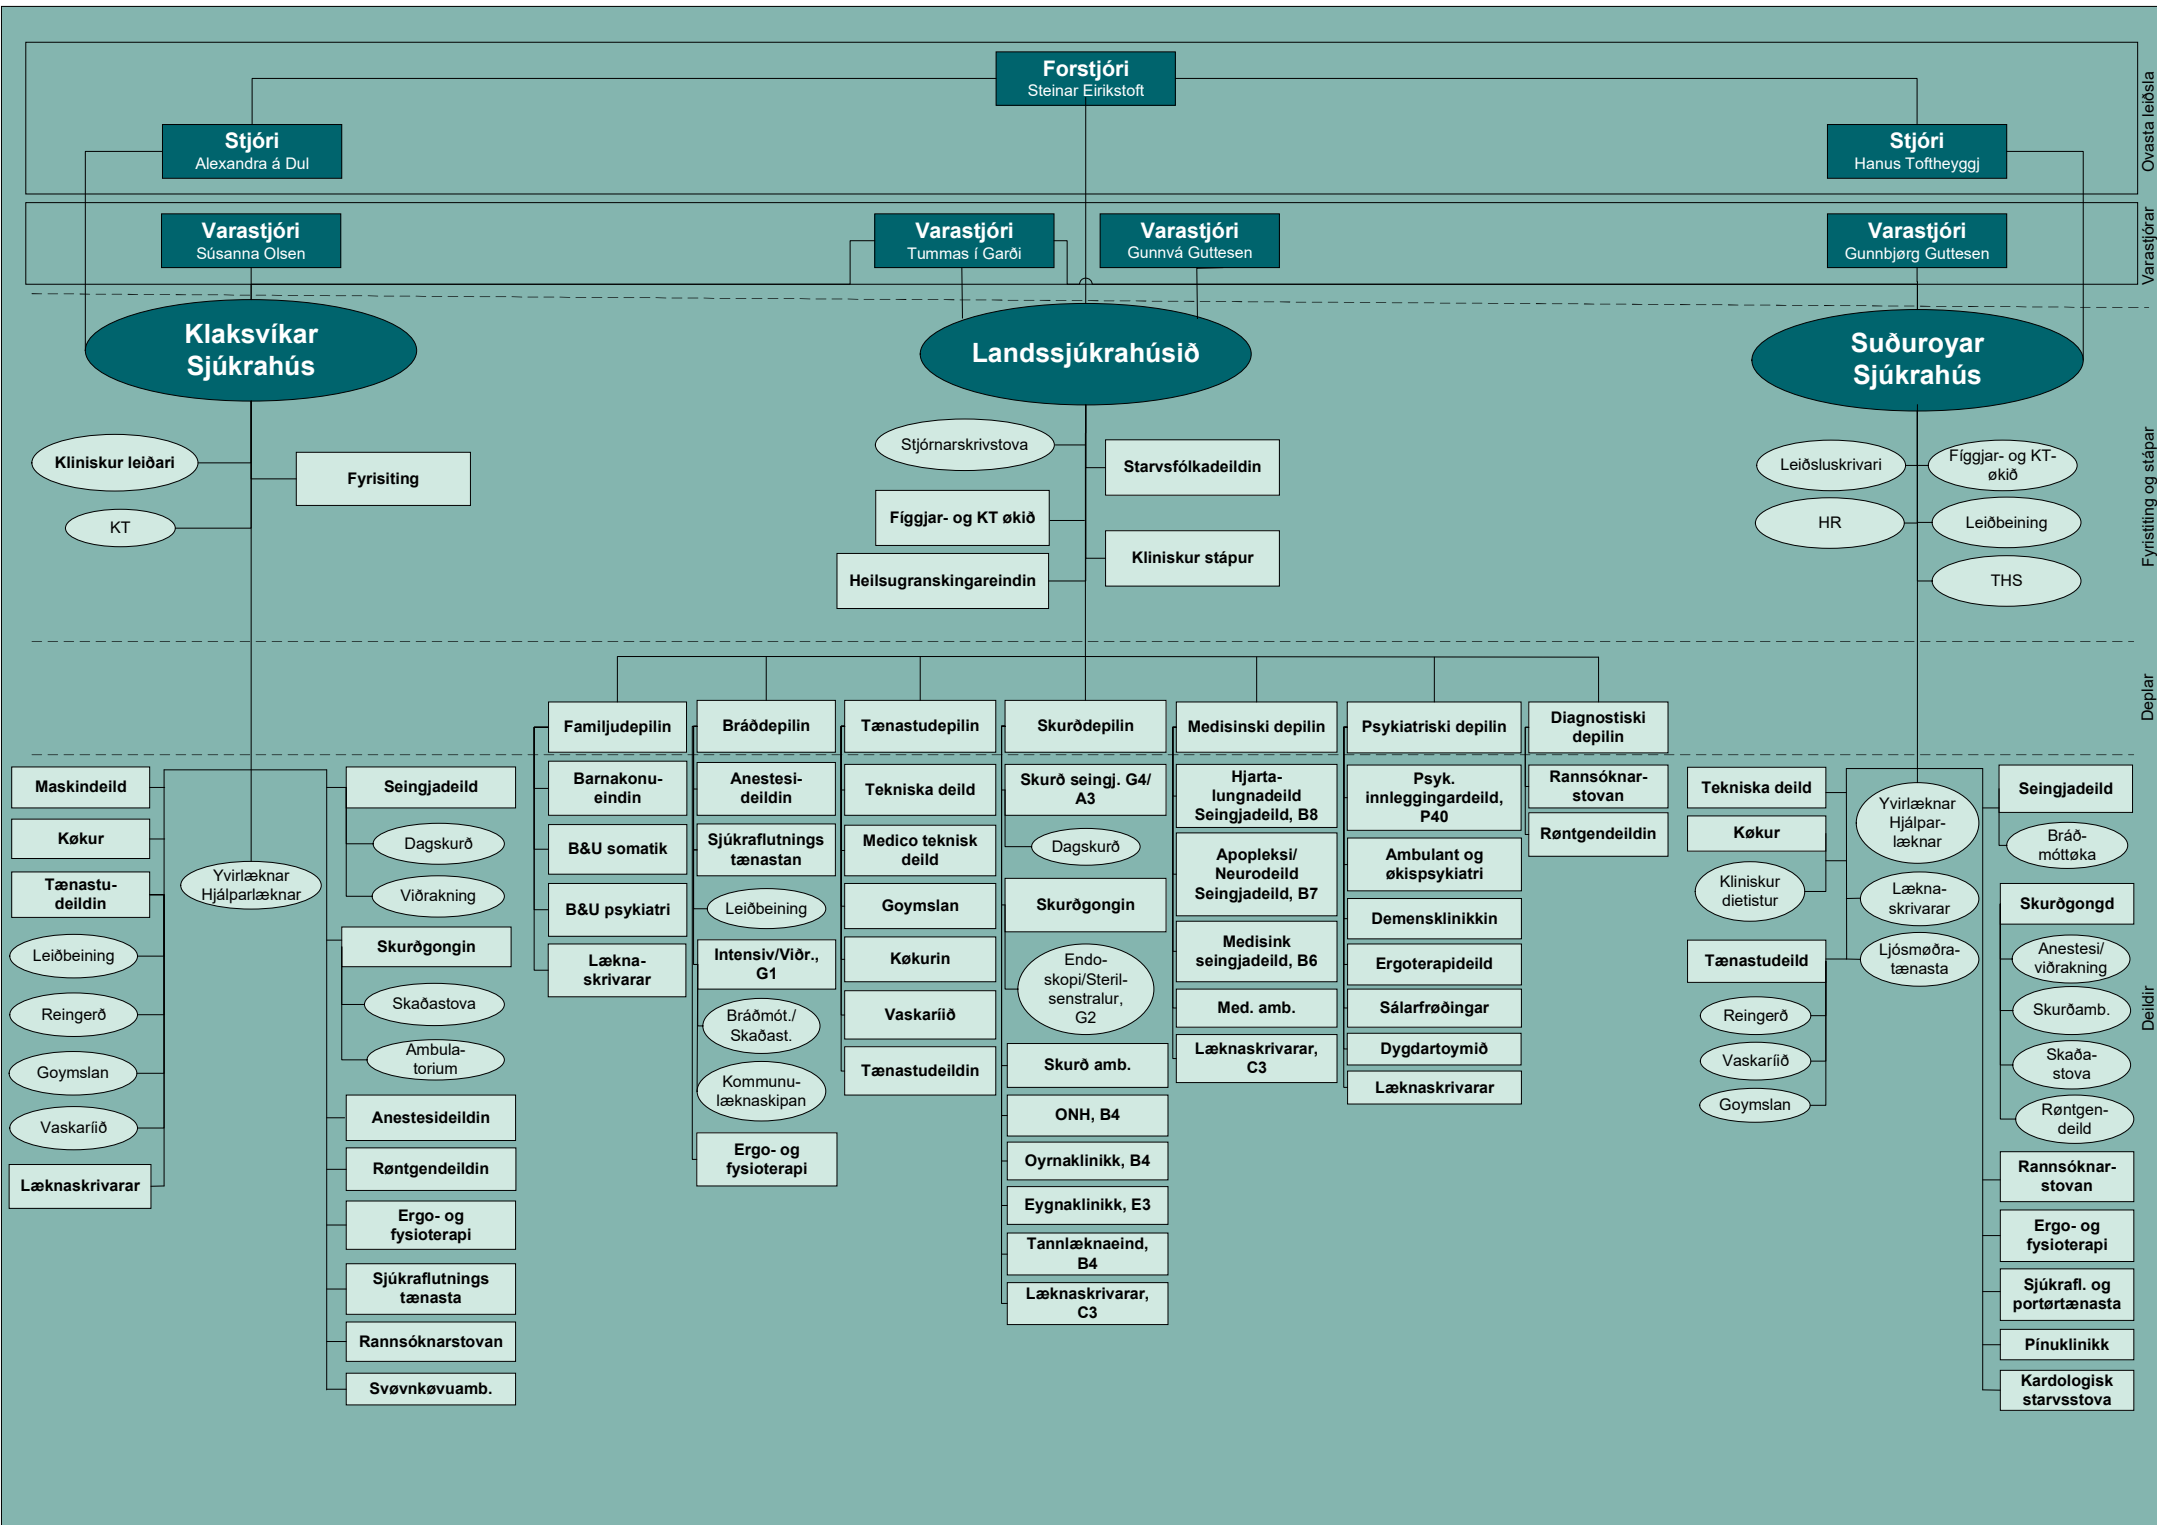 Forstjóri
Steinar Eirikstoft
Stjóri
Alexandra á Dul
Stjóri
Hanus Toftheyggj
Ovasta leiðsla
Varastjóri
Súsanna Olsen
Varastjóri
Tummas í Garði
Varastjóri
Gunnvá Guttesen
Varastjóri
Gunnbjørg Guttesen
Varastjórar
Klaksvíkar
Sjúkrahús
Landssjúkrahúsið
Suðuroyar
Sjúkrahús
Kliniskur leiðari
Fyrisiting
KT
Stjórnarskrivstova
Starvsfólkadeildin
Fíggjar- og KT økið
Kliniskur stápur
Heilsugranskingareindin
Leiðsluskrivari
Fíggjar- og KT-
økið
HR
Leiðbeining
THS
Fyristiting og stápar
Familjudepilin
Bráðdepilin
Tænastudepilin
Skurðdepilin
Medisinski depilin
Psykiatriski depilin
Diagnostiski
depilin
Deplar
Maskindeild
Køkur
Tænastu-
deildin
Leiðbeining
Reingerð
Goymslan
Vaskaríið
Læknaskrivarar
Yvirlæknar
Hjálparlæknar
Seingjadeild
Dagskurð
Viðrakning
Skurðgongin
Skaðastova
Ambula-
torium
Anestesideildin
Røntgendeildin
Ergo- og
fysioterapi
Sjúkraflutnings
tænasta
Rannsóknarstovan
Svøvnkøvuamb.
Barnakonu-
eindin
B&U somatik
B&U psykiatri
Lækna-
skrivarar
Anestesi-
deildin
Sjúkraflutnings
tænastan
Leiðbeining
Intensiv/Viðr.,
G1
Bráðmót./
Skaðast.
Kommunu-
læknaskipan
Ergo- og
fysioterapi
Tekniska deild
Medico teknisk
deild
Goymslan
Køkurin
Vaskaríið
Tænastudeildin
Skurð seingj. G4/
A3
Dagskurð
Skurðgongin
Endo-
skopi/Steril-
senstralur,
G2
Skurð amb.
ONH, B4
Oyrnaklinikk, B4
Eygnaklinikk, E3
Tannlæknaeind,
B4
Læknaskrivarar,
C3
Hjarta-
lungnadeild
Seingjadeild, B8
Apopleksi/
Neurodeild
Seingjadeild, B7
Medisink
seingjadeild, B6
Med. amb.
Læknaskrivarar,
C3
Psyk.
innleggingardeild,
P40
Ambulant og
økispsykiatri
Demensklinikkin
Ergoterapideild
Sálarfrøðingar
Dygdartoymið
Læknaskrivarar
Rannsóknar-
stovan
Røntgendeildin
Tekniska deild
Køkur
Kliniskur
dietistur
Tænastudeild
Reingerð
Vaskaríið
Goymslan
Yvirlæknar
Hjálpar-
læknar
Lækna-
skrivarar
Ljósmøðra-
tænasta
Seingjadeild
Bráð-
móttøka
Skurðgongd
Anestesi/
viðrakning
Skurðamb.
Skaða-
stova
Røntgen-
deild
Rannsóknar-
stovan
Ergo- og
fysioterapi
Sjúkrafl. og
portørtænasta
Pínuklinikk
Kardologisk
starvsstova
Deildir